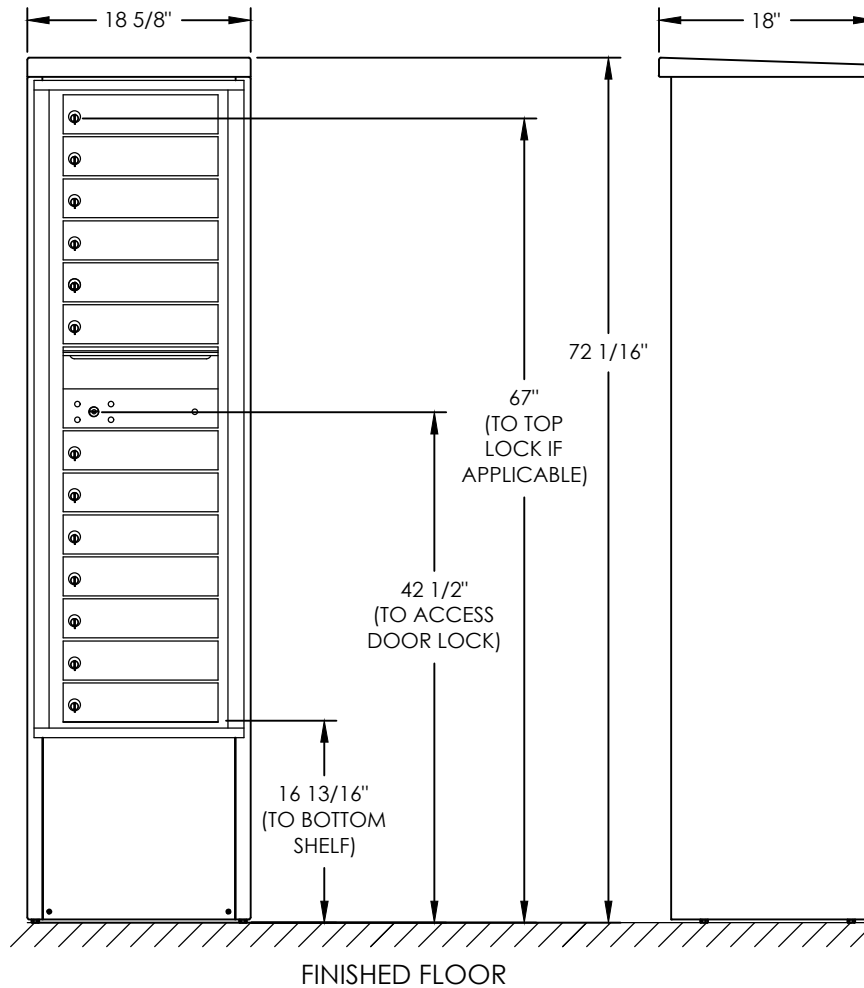 18 5/8"
18"
72 1/16"
67"
(TO TOP
LOCK IF
APPLICABLE)
42 1/2"
(TO ACCESS
DOOR LOCK)
16 13/16"
(TO BOTTOM
SHELF)
FINISHED FLOOR